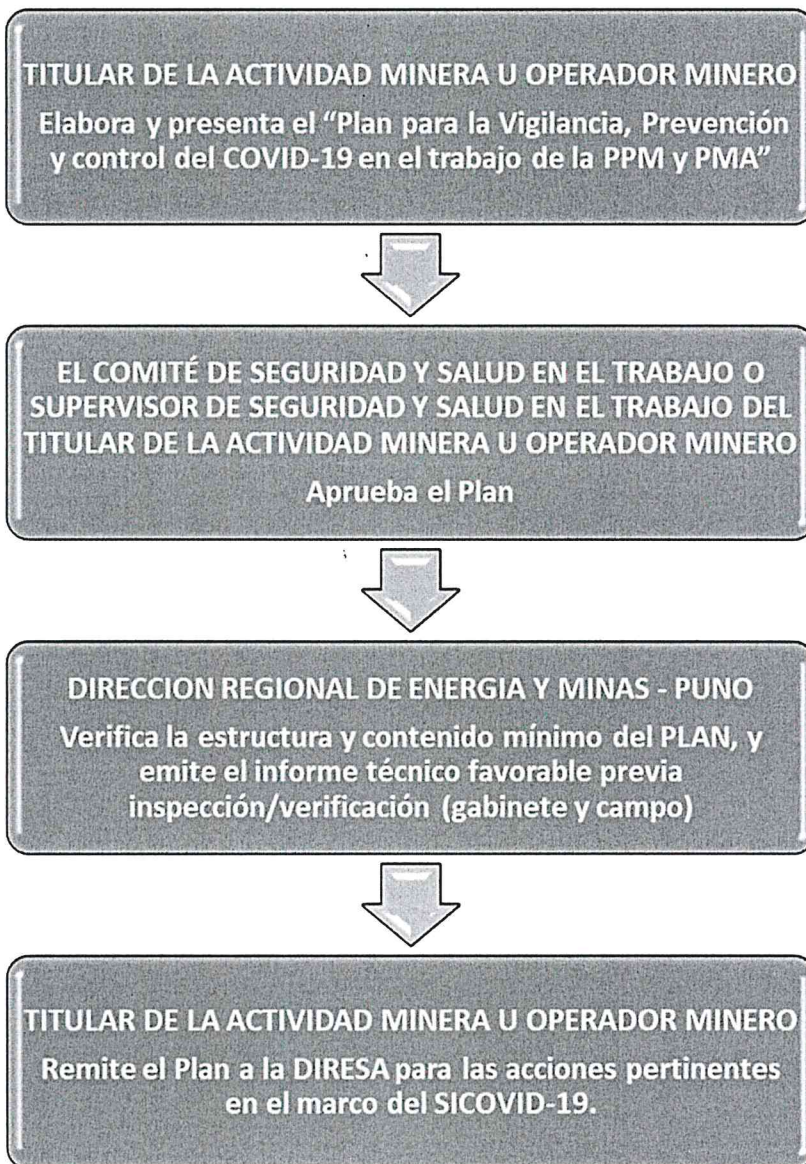 TITULAR DE LA ACTIVIDAD MINERA U OPERADOR MINERO
Elabora y presenta el “Plan para la Vigilancia, Prevención
y control del COVID-19 en el trabajo de la PPM y PMA”
EL COMITÉ DE SEGURIDAD Y SALUD EN EL TRABAJO O
SUPERVISOR DE SEGURIDAD Y SALUD EN EL TRABAJO DEL
TITULAR DE LA ACTIVIDAD MINERA U OPERADOR MINERO
Aprueba el Plan
DIRECCION REGIONAL DE ENERGIA Y MINAS - PUNO
Verifica la estructura y contenido mínimo del PLAN, y
emite el informe técnico favorable previa
inspección/verificación (gabinete y campo)
TITULAR DE LA ACTIVIDAD MINERA U OPERADOR MINERO
Remite el Plan a la DIRESA para las acciones pertinentes
en el marco del SICOVID-19.